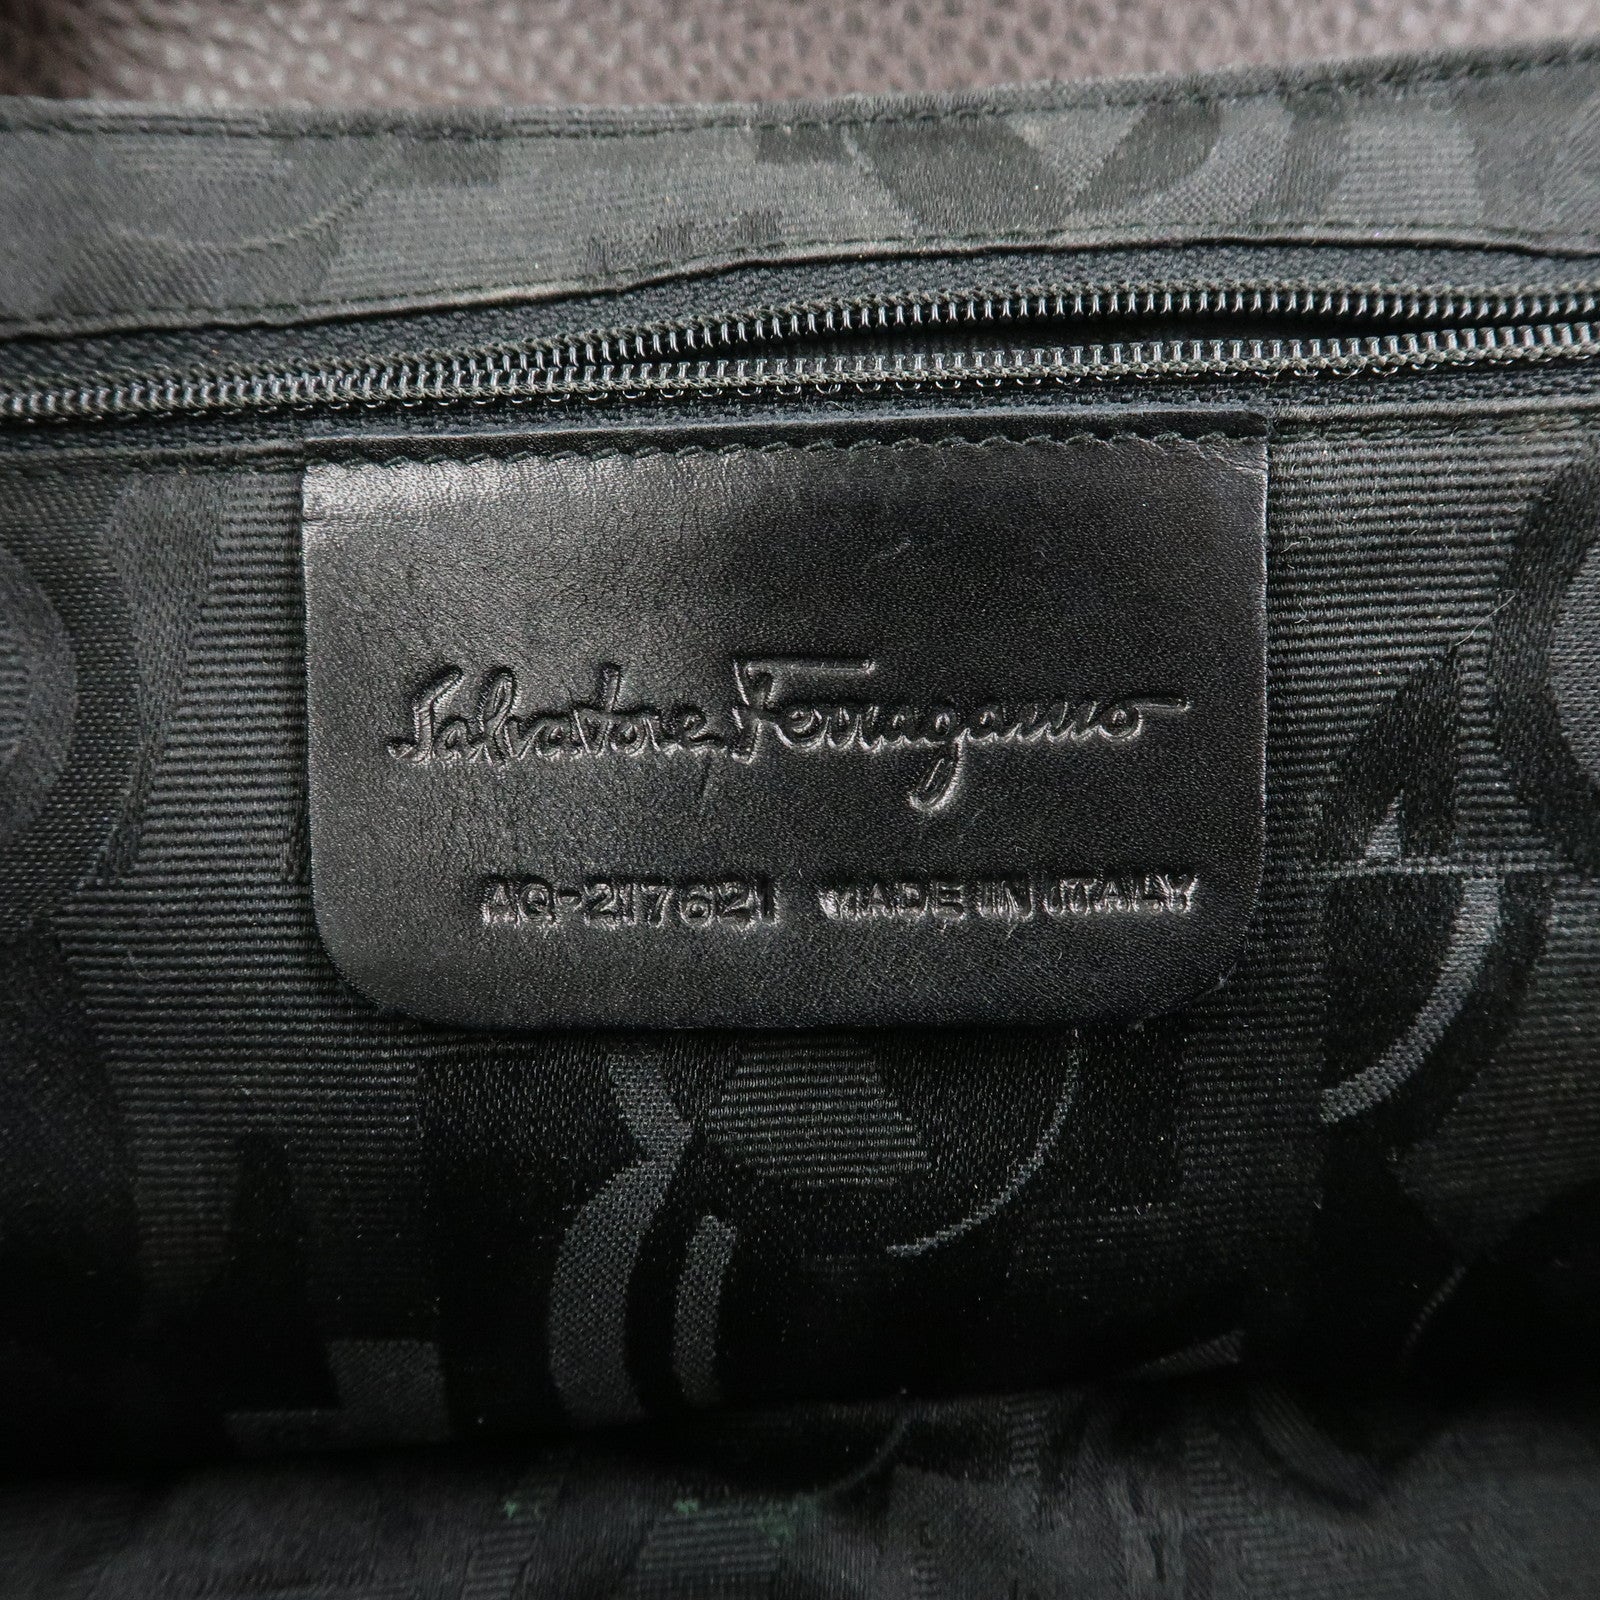 Salvatore Ferragamo
AQ-217621 MADE IN ITALY